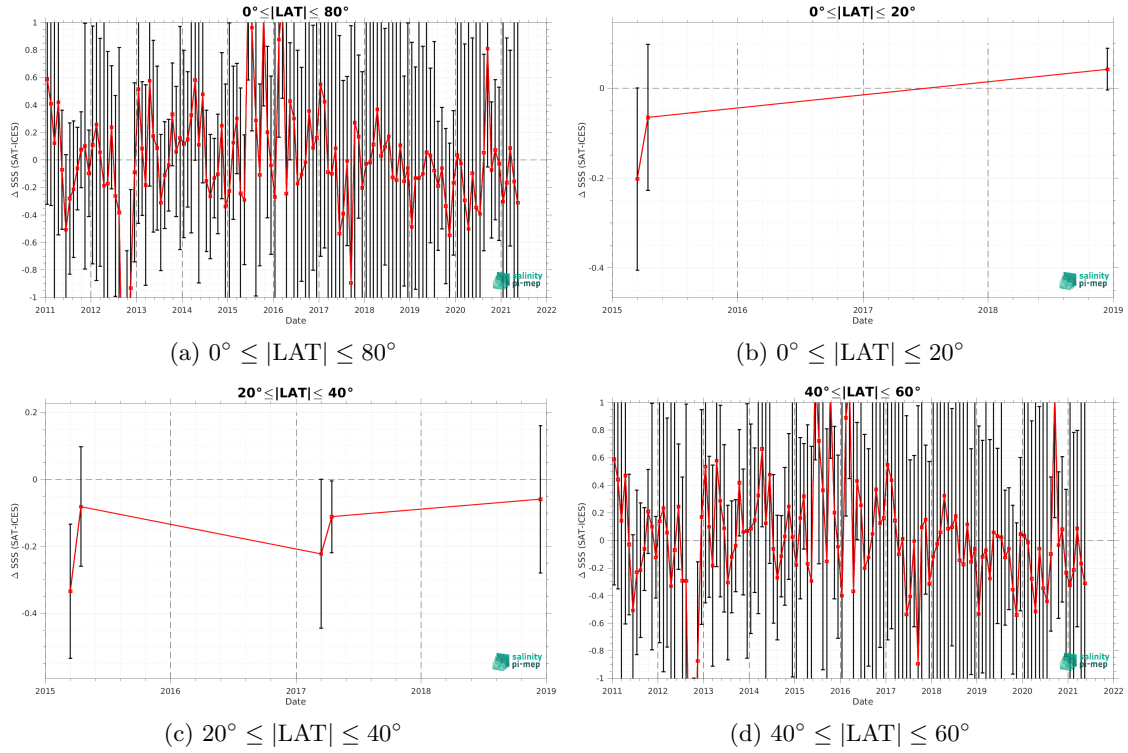 0°≤|LAT|≤ 80°
Δ SSS (SAT-ICES)
1
0.8
0.6
0.4
0.2
0
-0.2
-0.4
-0.6
-0.8
-1
2011 2012 2013 2014 2015 2016 2017 2018 2019 2020 2021 2022
Date
salinity
pi-mep
(a) 0° ≤ |LAT| ≤ 80°
0°≤|LAT|≤ 20°
Δ SSS (SAT-ICES)
0
-0.2
-0.4
2015 2016 2017 2018 2019
Date
salinity
pi-mep
(b) 0° ≤ |LAT| ≤ 20°
20°≤|LAT|≤ 40°
Δ SSS (SAT-ICES)
0.2
0
-0.2
-0.4
2015 2016 2017 2018 2019
Date
salinity
pi-mep
(c) 20° ≤ |LAT| ≤ 40°
40°≤|LAT|≤ 60°
Δ SSS (SAT-ICES)
1
0.8
0.6
0.4
0.2
0
-0.2
-0.4
-0.6
-0.8
-1
2011 2012 2013 2014 2015 2016 2017 2018 2019 2020 2021 2022
Date
salinity
pi-mep
(d) 40° ≤ |LAT| ≤ 60°